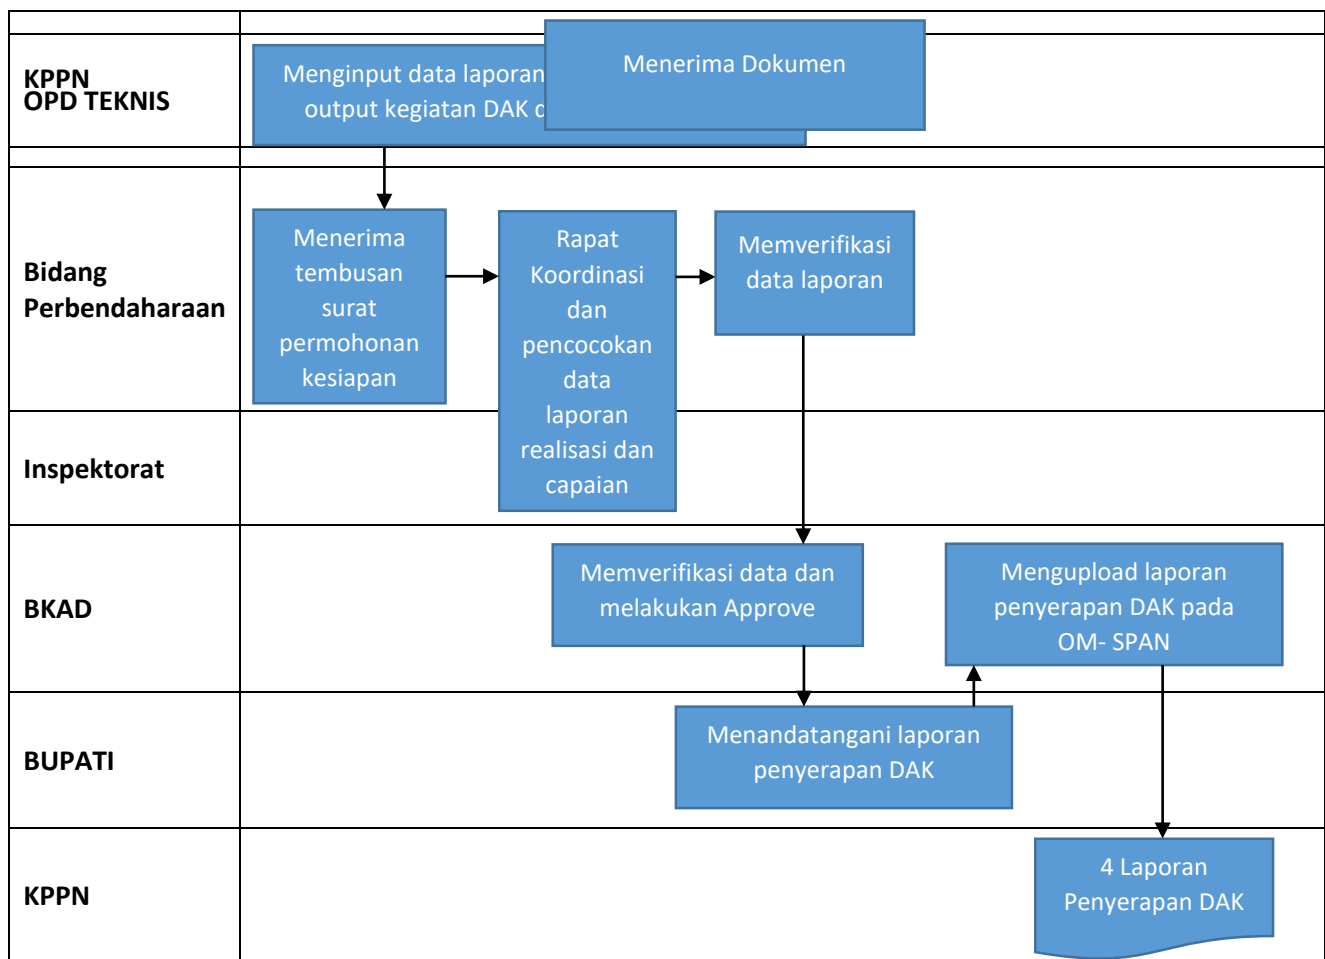 KPPN
OPD TEKNIS
Menginput data laporan
output kegiatan DAK
Menerima Dokumen
Bidang
Perbendaharaan
Menerima
tembusan
surat
permohonan
kesiapan
Rapat
Koordinasi
dan
pencocokan
data
laporan
realisasi dan
capaian
Memverifikasi
data laporan
Inspektorat
BKAD
Memverifikasi data dan
melakukan Approve
Mengupload laporan
penyerapan DAK pada
OM- SPAN
BUPATI
Menandatangani laporan
penyerapan DAK
KPPN
4 Laporan
Penyerapan DAK